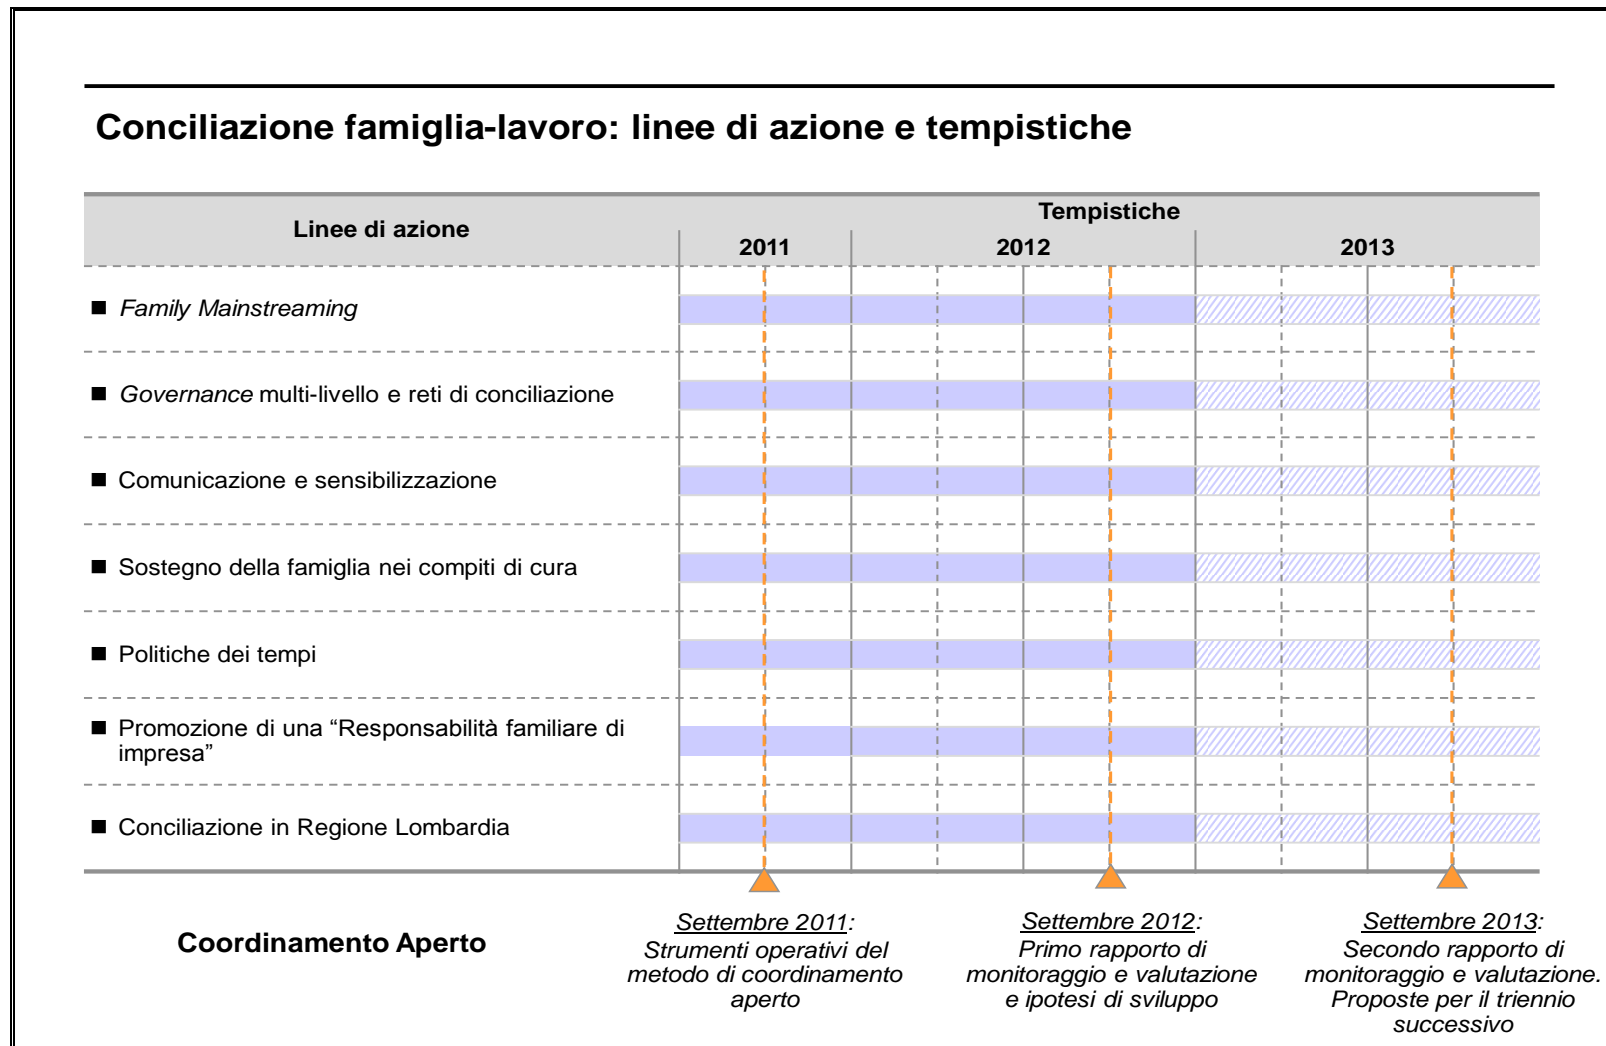 Conciliazione famiglia-lavoro: linee di azione e tempistiche
Linee di azione
Tempistiche
2011
2012
2013
Family Mainstreaming
Governance multi-livello e reti di conciliazione
Comunicazione e sensibilizzazione
Sostegno della famiglia nei compiti di cura
Politiche dei tempi
Promozione di una “Responsabilità familiare di
impresa”
Conciliazione in Regione Lombardia
Coordinamento Aperto
Settembre 2011:
Strumenti operativi del
metodo di coordinamento
aperto
Settembre 2012:
Primo rapporto di
monitoraggio e valutazione
e ipotesi di sviluppo
Settembre 2013:
Secondo rapporto di
monitoraggio e valutazione.
Proposte per il triennio
successivo